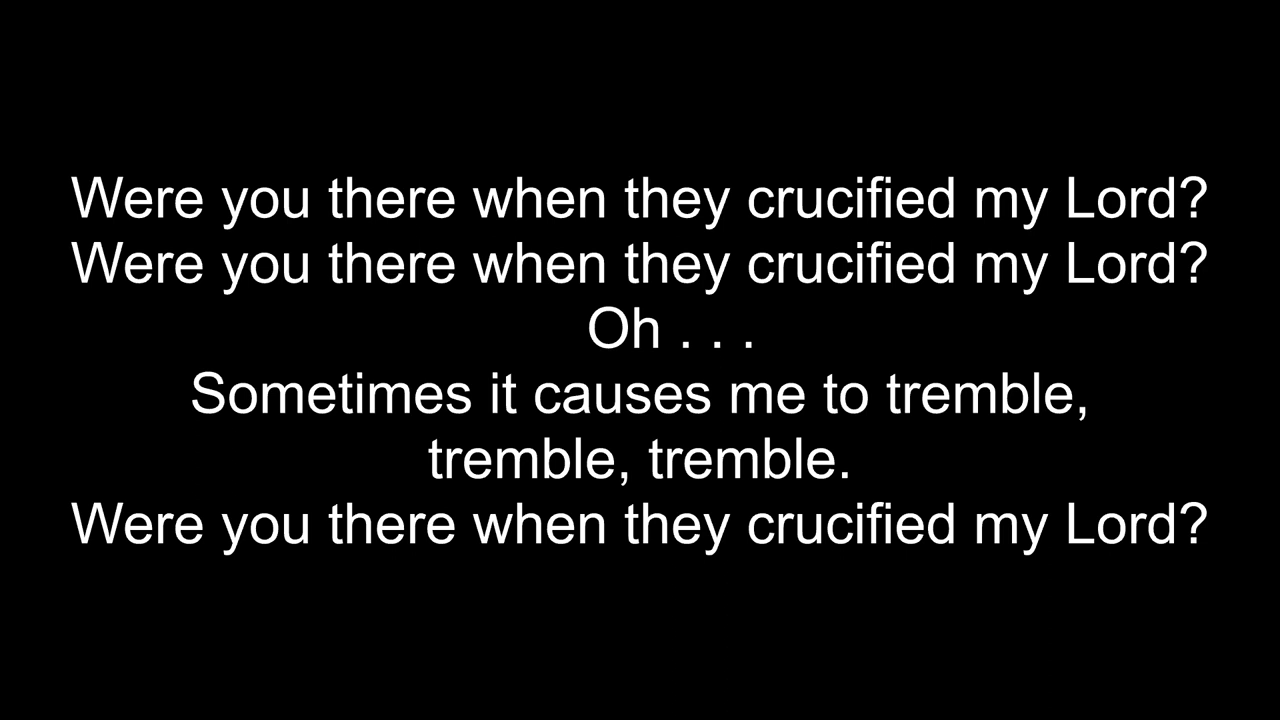 Were you there when they crucified my Lord?
Were you there when they crucified my Lord?
Oh . . .
Sometimes it causes me to tremble,
tremble, tremble.
Were you there when they crucified my Lord?